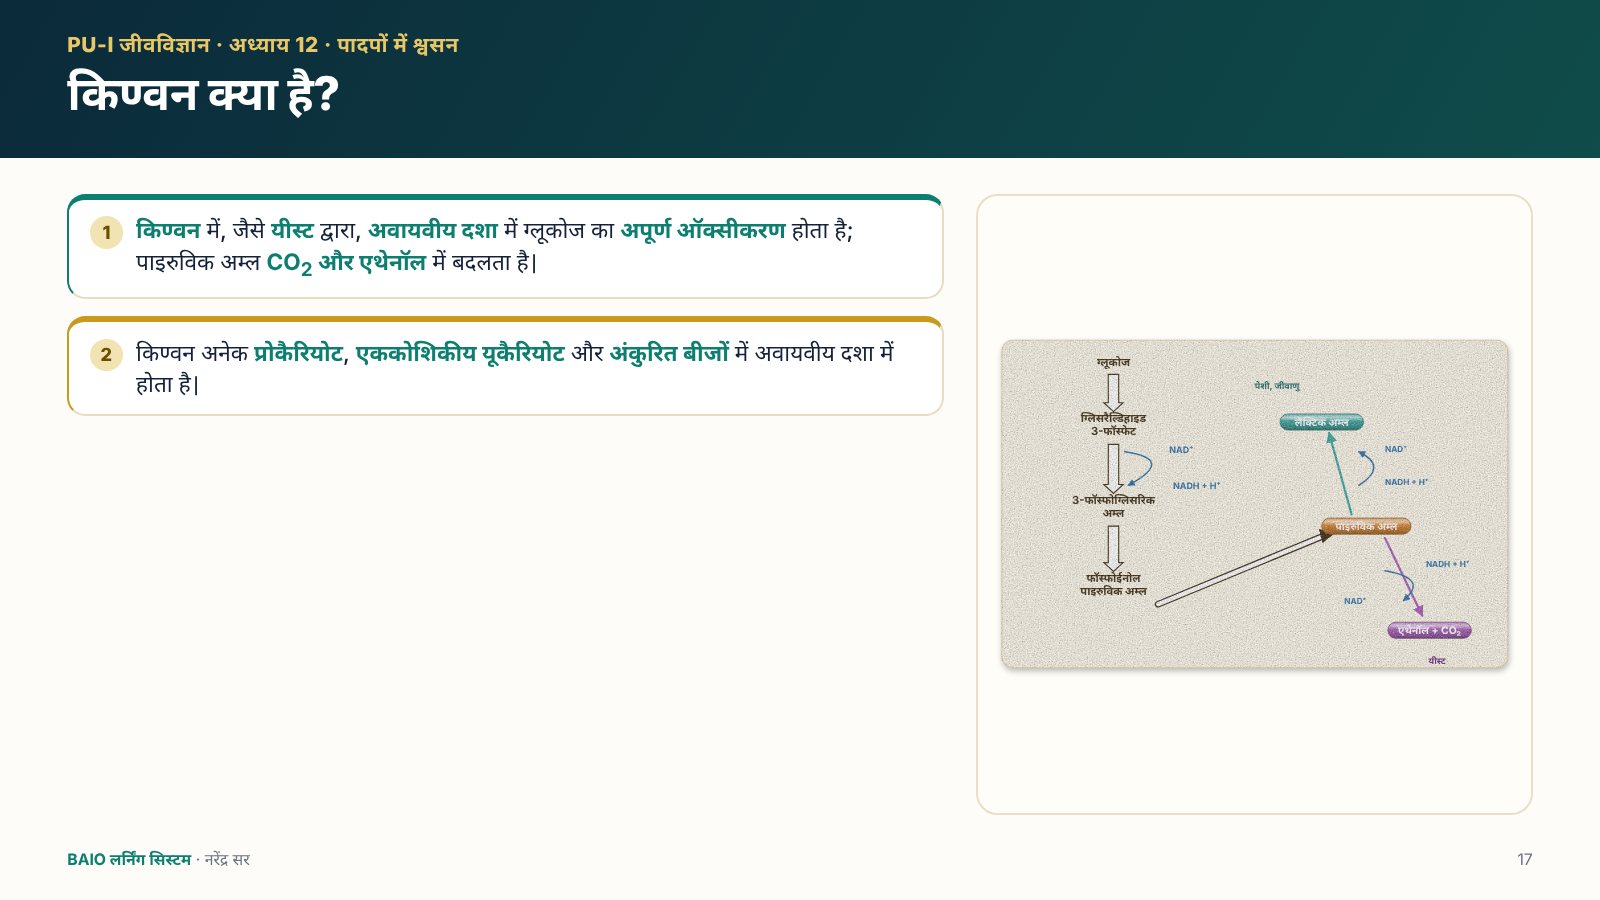 PU-I जीवविज्ञान · अध्याय 12 · पादपों में श्वसन
किण्वन क्या है?
1 किण्वन में, जैसे यीस्ट द्वारा, अवायवीय दशा में ग्लूकोज का अपूर्ण ऑक्सीकरण होता है;
पाइरुविक अम्ल CO₂ और एथेनॉल में बदलता है|
2 किण्वन अनेक प्रोकैरियोट, एककोशिकीय यूकैरियोट और अंकुरित बीजों में अवायवीय दशा में
होता है|
ग्लूकोज
ग्लिसरैल्डिहाइड
3-फॉस्फेट
NAD⁺
NADH + H⁺
3-फॉस्फोग्लिसरिक
अम्ल
फॉस्फोईनोल
पाइरुविक अम्ल
पेशी, जीवाणु
लैक्टिक अम्ल
NAD⁺
NADH + H⁺
पाइरुविक अम्ल
NADH + H⁺
NAD⁺
एथेनॉल + CO₂
यीस्ट
BAIO लर्निंग सिस्टम · नरेंद्र सर
17